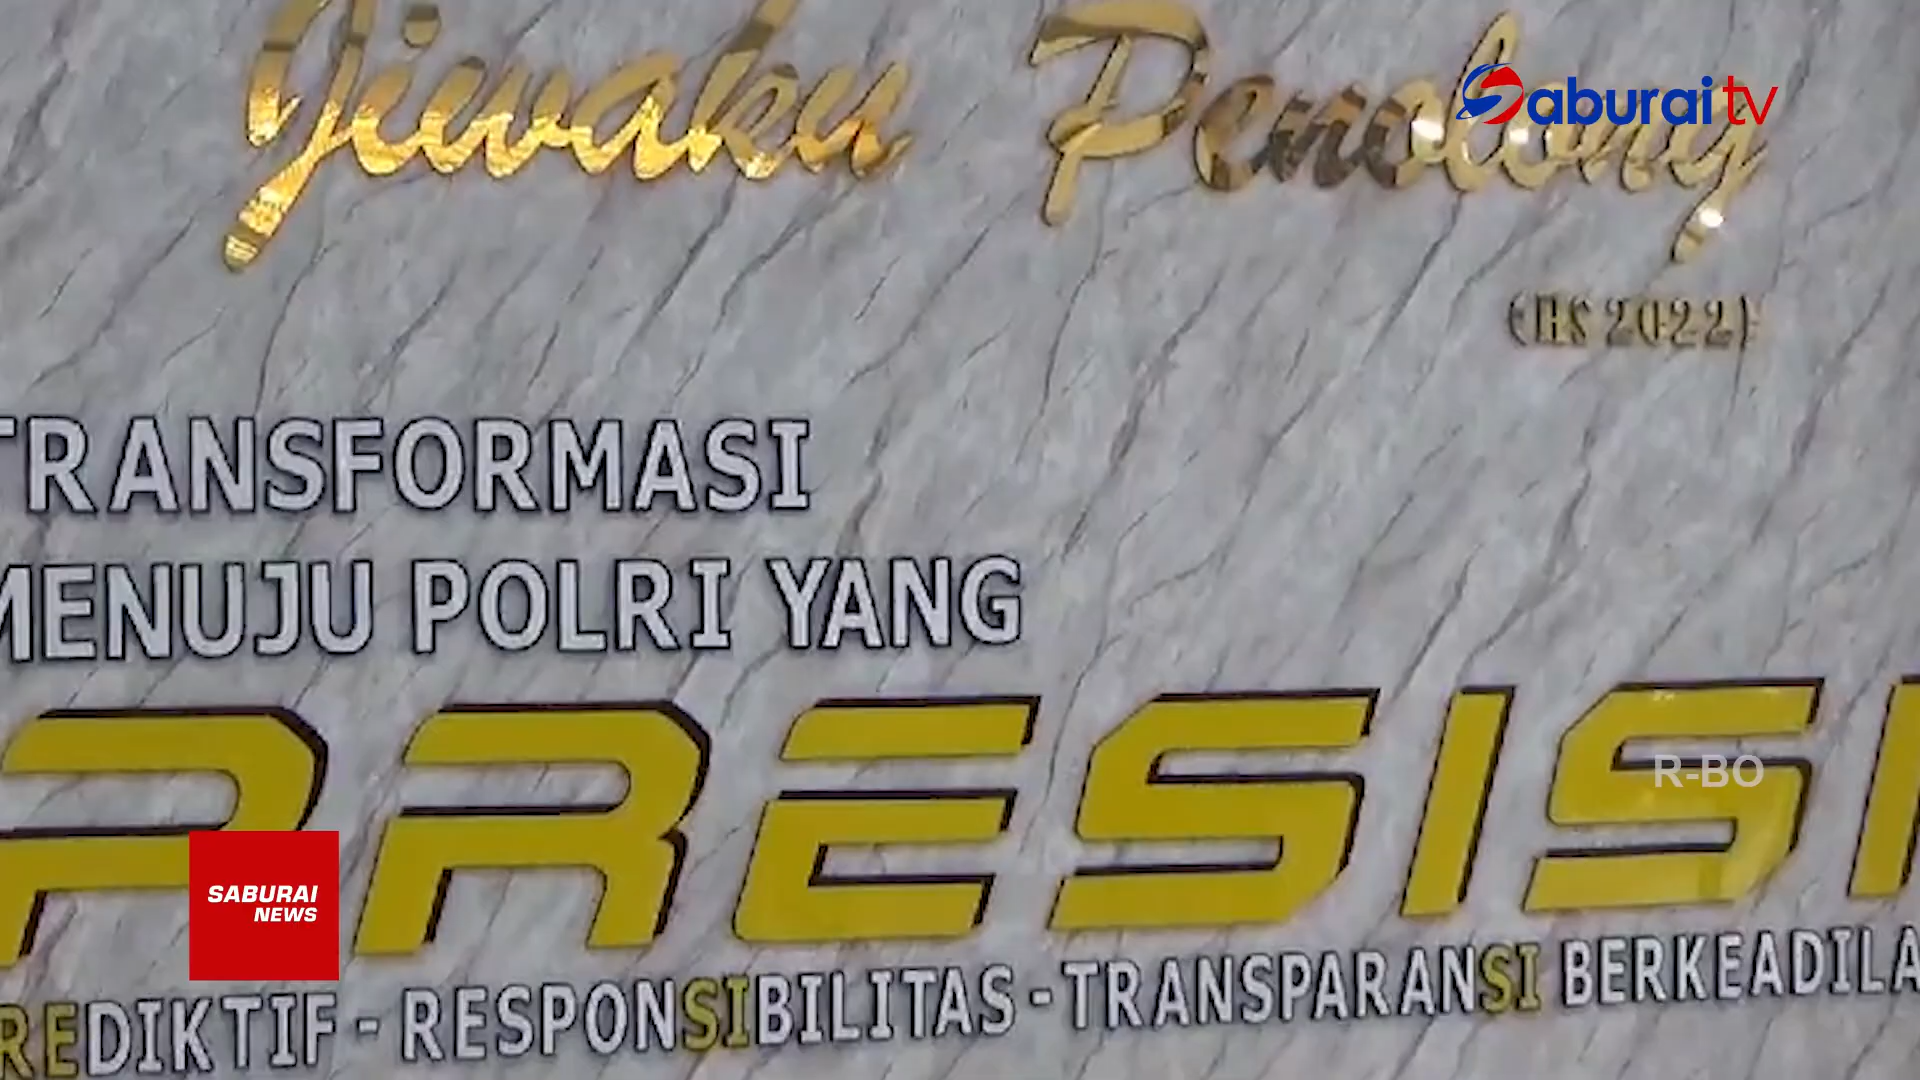 Jiwaku Penolong
Saburai tv
(HS 2022)
TRANSFORMASI
MENUJU POLRI YANG
PRESISI
R-BO
SABURAI
NEWS
REDIKTIF - RESPONSIBILITAS - TRANSPARANSI BERKEADILA